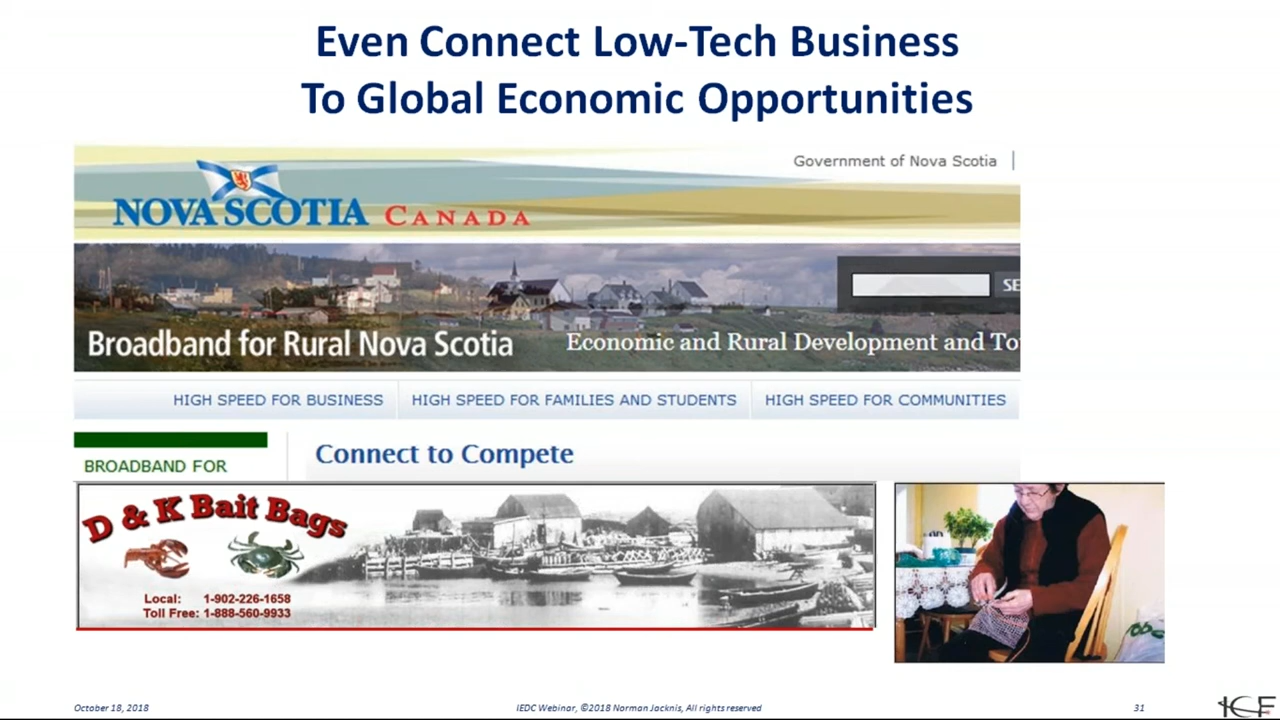 Even Connect Low-Tech Business
To Global Economic Opportunities
Government of Nova Scotia
NOVA SCOTIA CANADA
SE
Broadband for Rural Nova Scotia
Economic and Rural Development and To
HIGH SPEED FOR BUSINESS
HIGH SPEED FOR FAMILIES AND STUDENTS
HIGH SPEED FOR COMMUNITIES
BROADBAND FOR
Connect to Compete
D & K Bait Bags
Local: 1-902-226-1658
Toll Free: 1-888-560-9933
October 18, 2018
IEDC Webinar, ©2018 Norman Jacknis, All rights reserved
31
ICF